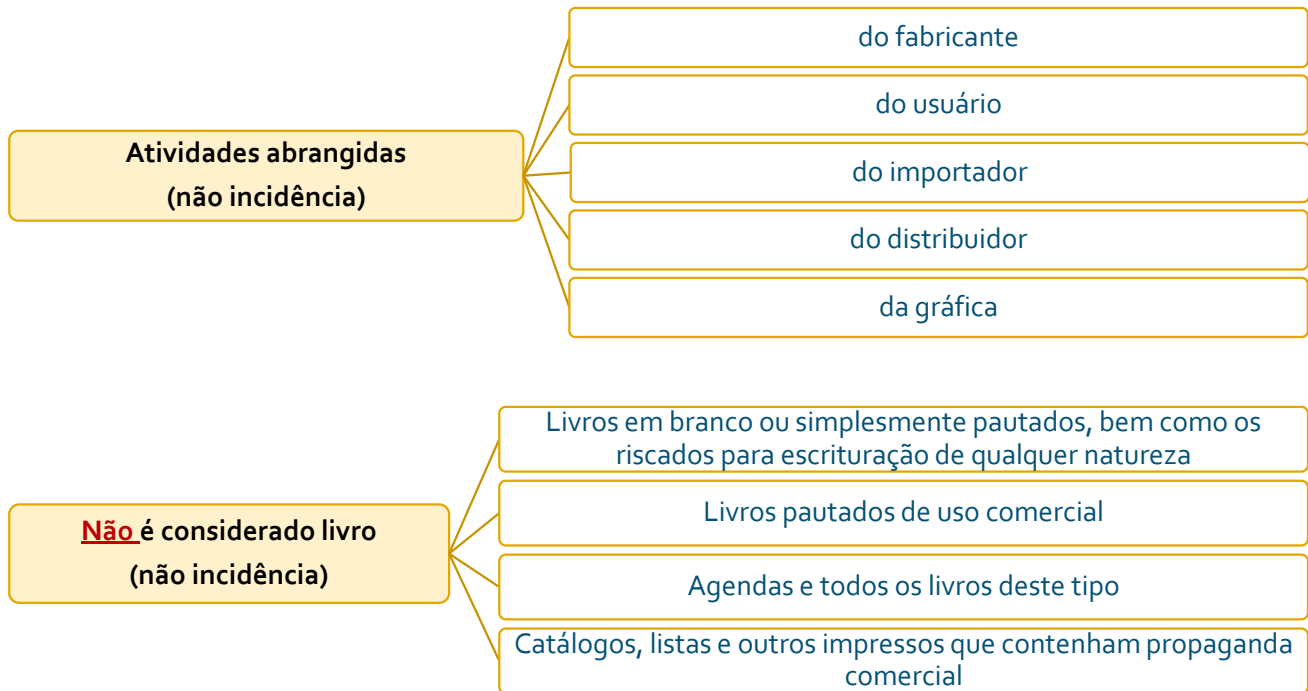 Atividades abrangidas
(não incidência)
do fabricante
do usuário
do importador
do distribuidor
da gráfica
Não é considerado livro
(não incidência)
Livros em branco ou simplesmente pautados, bem como os
riscados para escrituração de qualquer natureza
Livros pautados de uso comercial
Agendas e todos os livros deste tipo
Catálogos, listas e outros impressos que contenham propaganda
comercial